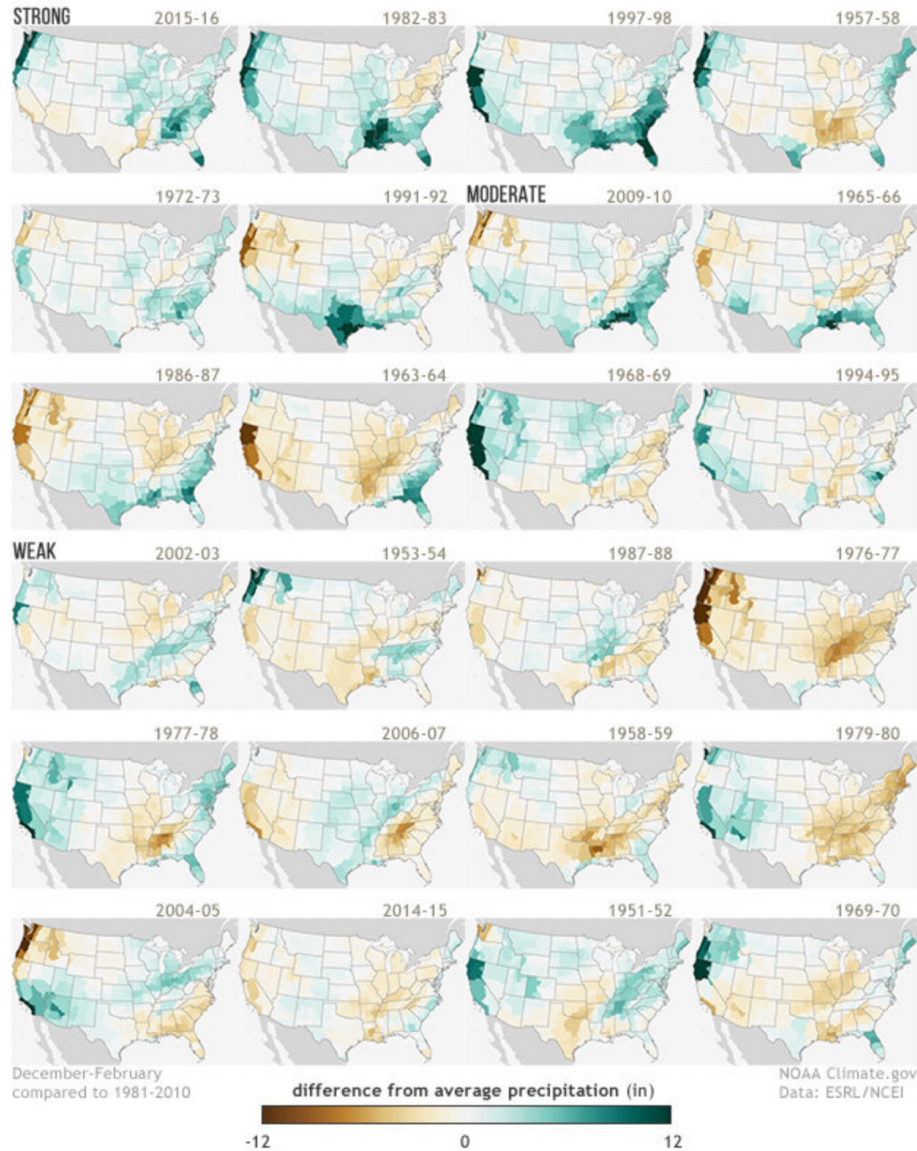 STRONG 2015-16 1982-83 1997-98 1957-58
1972-73 1991-92 MODERATE 2009-10 1965-66
1986-87 1963-64 1968-69 1994-95
WEAK 2002-03 1953-54 1987-88 1976-77
1977-78 2006-07 1958-59 1979-80
2004-05 2014-15 1951-52 1969-70
December-February
compared to 1981-2010
difference from average precipitation (in)
-12 0 12
NOAA Climate.gov
Data: ESRL/NCEI